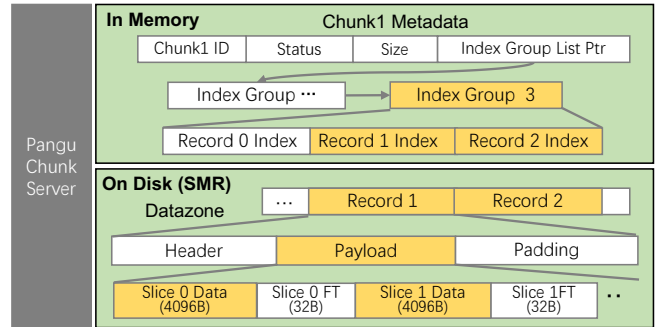 Pangu
Chunk
Server
In Memory
Chunk1 Metadata
Chunk1 ID Status Size Index Group List Ptr
Index Group ··· Index Group 3
Record 0 Index Record 1 Index Record 2 Index
On Disk (SMR)
Datazone
... Record 1 Record 2
Header Payload Padding
Slice 0 Data Slice 0 FT Slice 1 Data Slice 1FT ..
(4096B) (32B) (4096B) (32B)